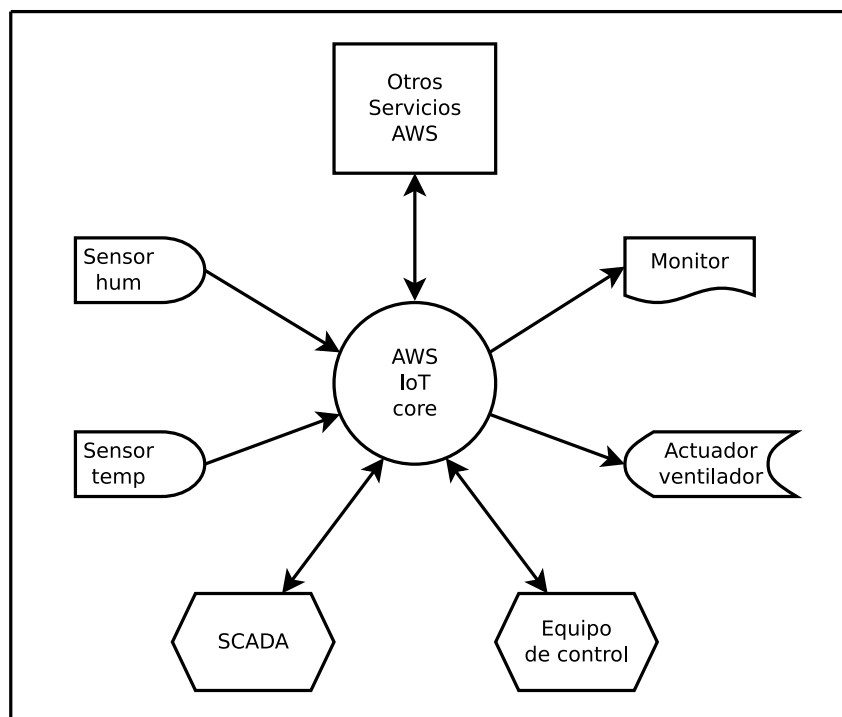 Otros
Servicios
AWS
Sensor
hum
Monitor
AWS
IoT
core
Sensor
temp
Actuador
ventilador
SCADA
Equipo
de control